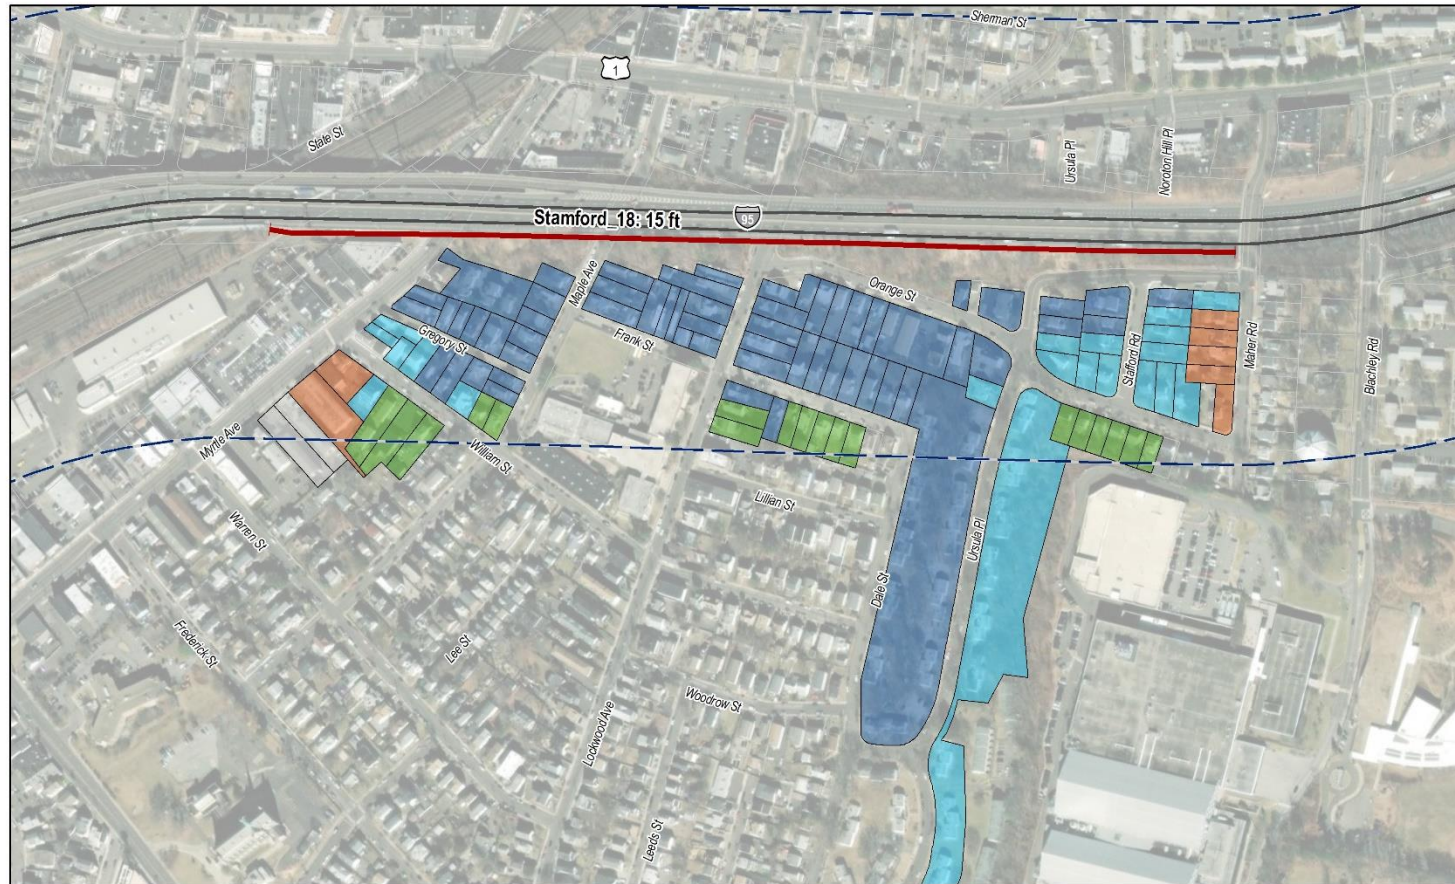 Sherman St
1
State St
Ursula Pl
Noroton Hill Pl
Stamford_18: 15 ft
95
Maple Ave
Orange St
Gregory St
Frank St
Stafford Rd
Maher Rd
Blachley Rd
Myrtle Ave
William St
Lillian St
Warren St
Ursula Pl
Dale St
Frederick St
Lee St
Woodrow St
Lockwood Ave
Leeds St